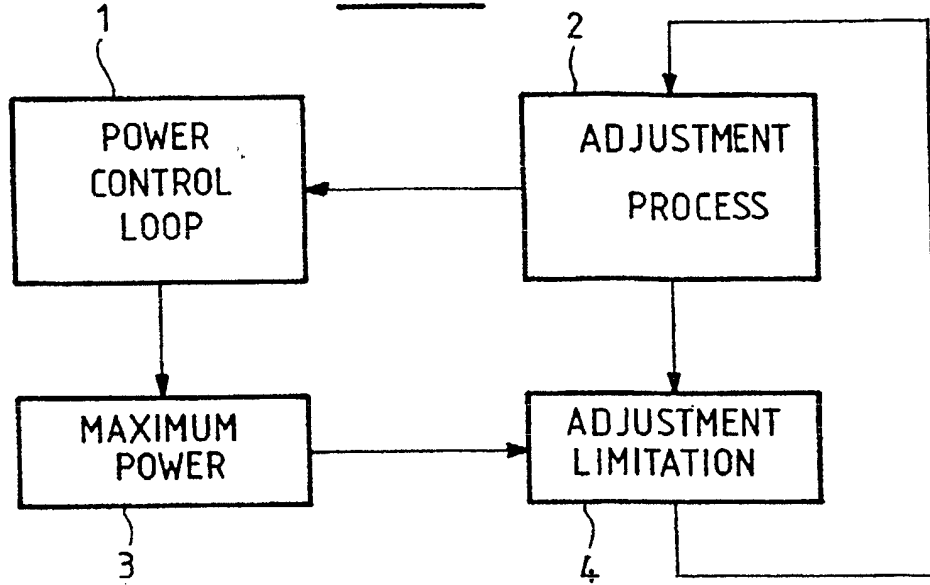 1
2
POWER
CONTROL
LOOP
ADJUSTMENT
PROCESS
MAXIMUM
POWER
ADJUSTMENT
LIMITATION
3
4